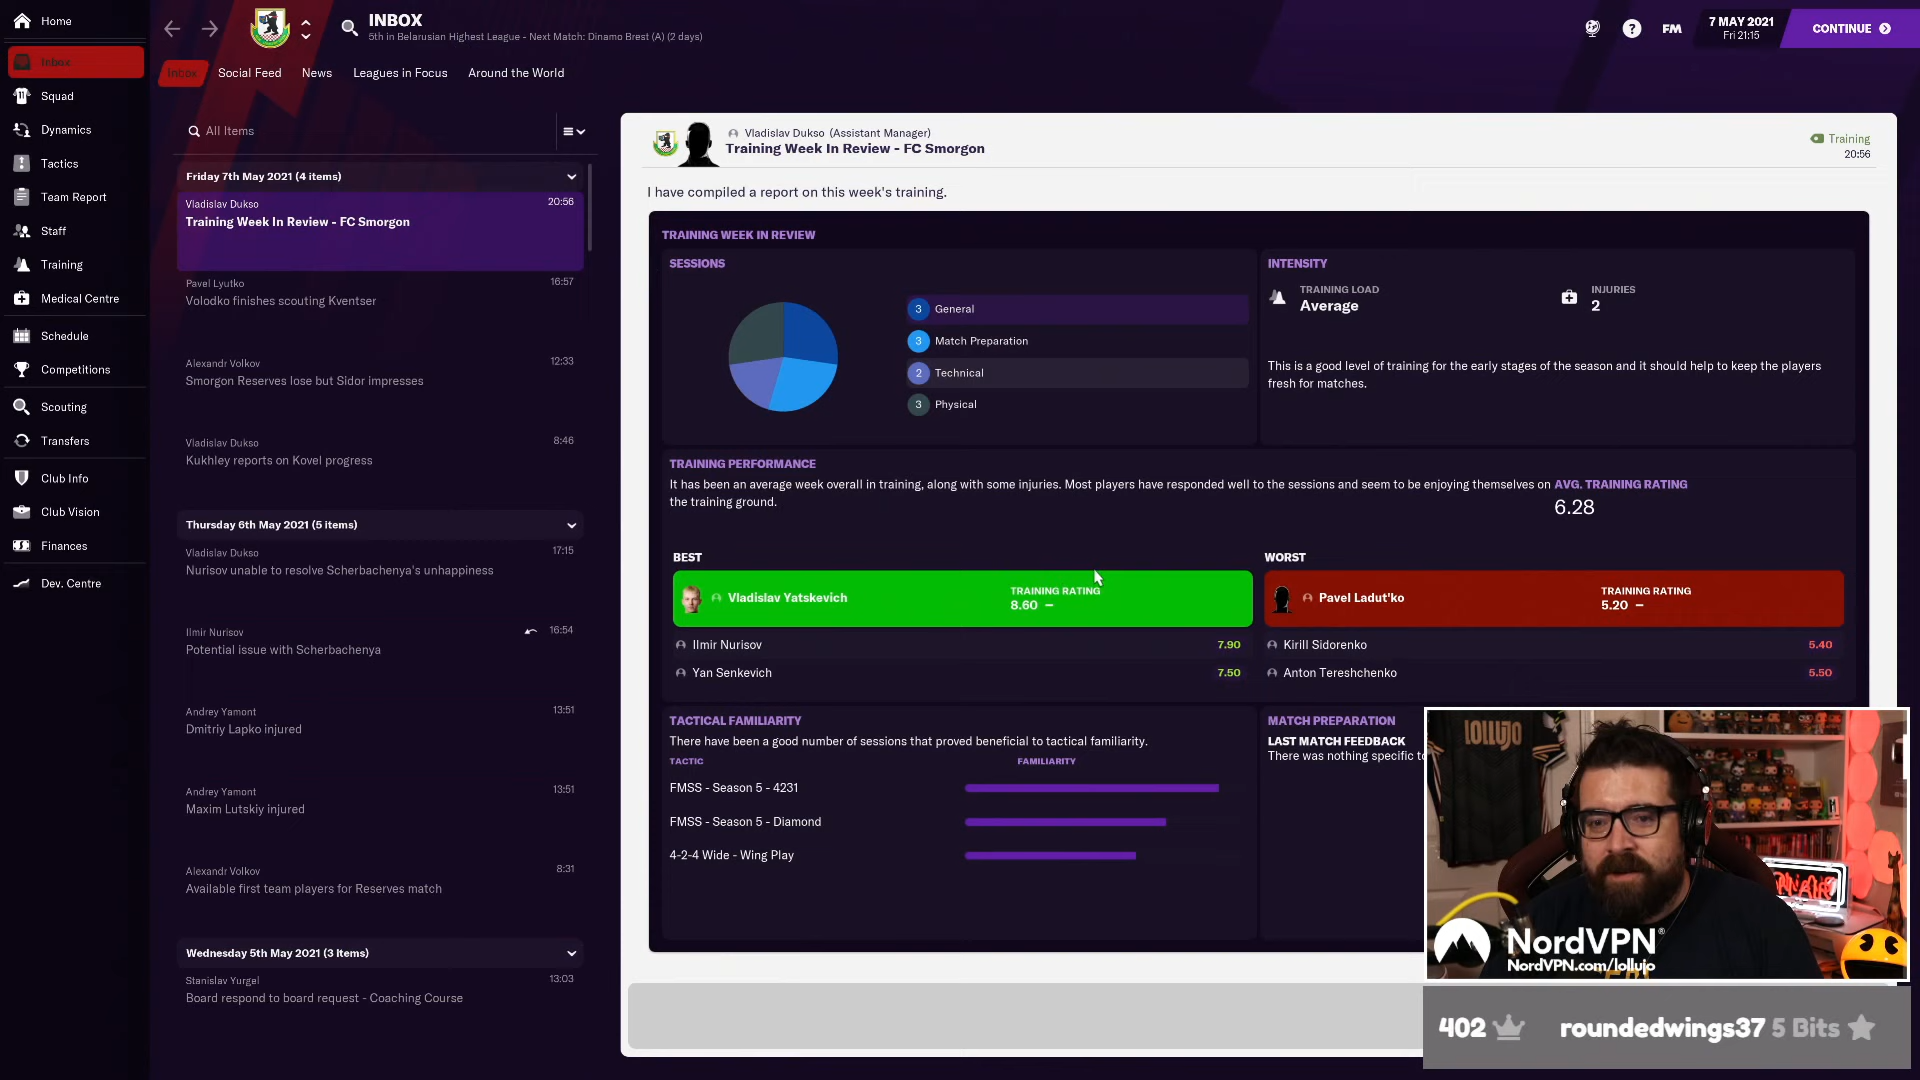 Home
Inbox
Squad
Dynamics
Tactics
Team Report
Staff
Training
Medical Centre
Schedule
Competitions
Scouting
Transfers
Club Info
Club Vision
Finances
Dev. Centre
INBOX
5th in Belarusian Highest League - Next Match: Dinamo Brest (A) (2 days)
FM
7 MAY 2021
Fri 21:15
CONTINUE
Inbox Social Feed News Leagues in Focus Around the World
All Items
Friday 7th May 2021 (4 items)
Vladislav Dukso 20:56
Training Week In Review - FC Smorgon
Pavel Lyutko 16:57
Volodko finishes scouting Kventser
Alexandr Volkov 12:33
Smorgon Reserves lose but Sidor impresses
Vladislav Dukso 8:46
Kukhley reports on Kovel progress
Thursday 6th May 2021 (5 items)
Vladislav Dukso 17:15
Nurisov unable to resolve Scherbachenya's unhappiness
Ilmir Nurisov 16:54
Potential issue with Scherbachenya
Andrey Yamont 13:51
Dmitriy Lapko injured
Andrey Yamont 13:51
Maxim Lutskiy injured
Alexandr Volkov 8:31
Available first team players for Reserves match
Wednesday 5th May 2021 (3 items)
Stanislav Yurgel 13:03
Board respond to board request - Coaching Course
Vladislav Dukso (Assistant Manager)
Training Week In Review - FC Smorgon
Training
20:56
I have compiled a report on this week's training.
TRAINING WEEK IN REVIEW
SESSIONS
3 General
3 Match Preparation
2 Technical
3 Physical
INTENSITY
TRAINING LOAD
Average
INJURIES
2
This is a good level of training for the early stages of the season and it should help to keep the players
fresh for matches.
TRAINING PERFORMANCE
It has been an average week overall in training, along with some injuries. Most players have responded well to the sessions and seem to be enjoying themselves on
the training ground.
AVG. TRAINING RATING
6.28
BEST
Vladislav Yatskevich
TRAINING RATING
8.60 –
Ilmir Nurisov 7.90
Yan Senkevich 7.50
WORST
Pavel Ladut'ko
TRAINING RATING
5.20 –
Kirill Sidorenko 5.40
Anton Tereshchenko 5.50
TACTICAL FAMILIARITY
There have been a good number of sessions that proved beneficial to tactical familiarity.
TACTIC FAMILIARITY
FMSS - Season 5 - 4231
FMSS - Season 5 - Diamond
4-2-4 Wide - Wing Play
MATCH PREPARATION
LAST MATCH FEEDBACK
There was nothing specific to
LOLLUJO
NordVPN®
NordVPN.com/lollujo
402 roundedwings37 5 Bits